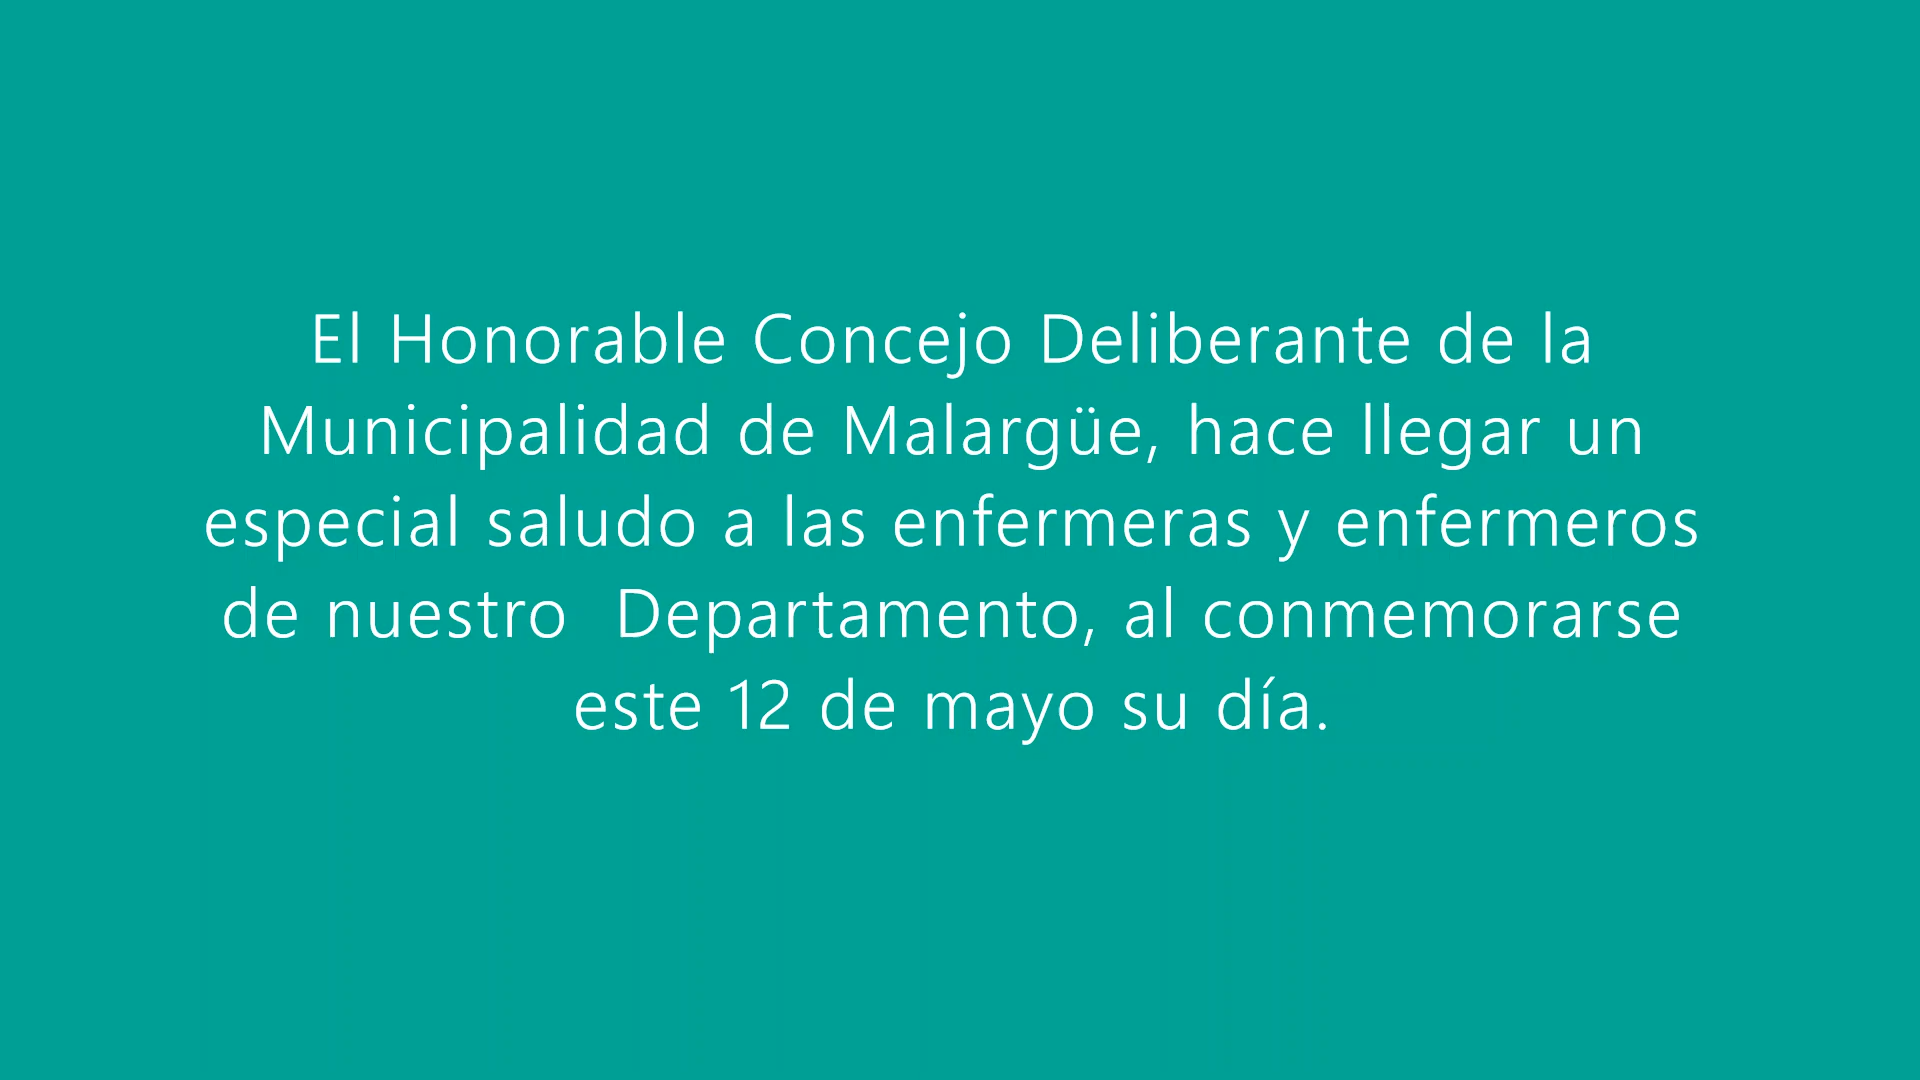 El Honorable Concejo Deliberante de la
Municipalidad de Malargüe, hace llegar un
especial saludo a las enfermeras y enfermeros
de nuestro  Departamento, al conmemorarse
este 12 de mayo su día.